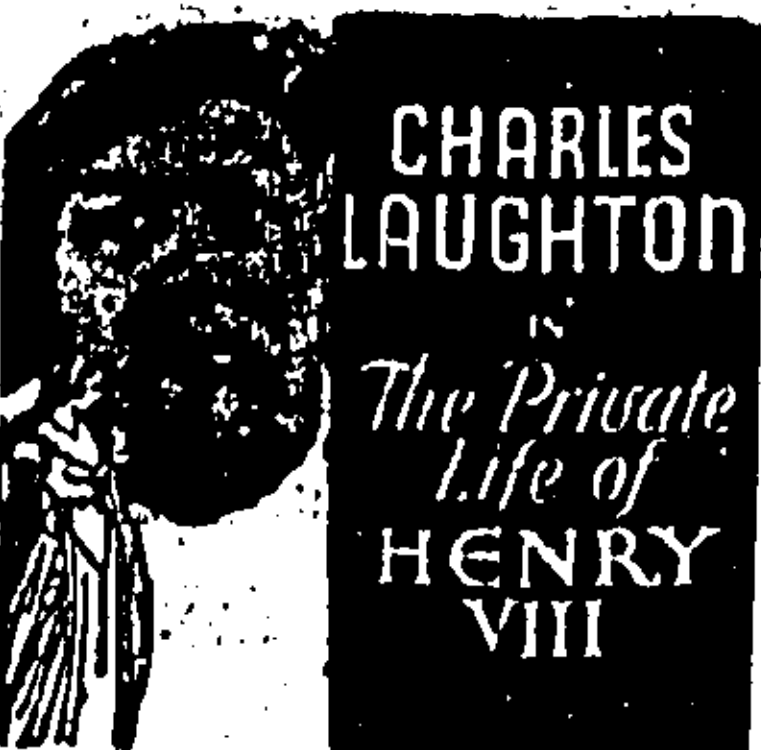 CHARLES
LAUGHTON
IN
The Private
Life of
HENRY
VIII